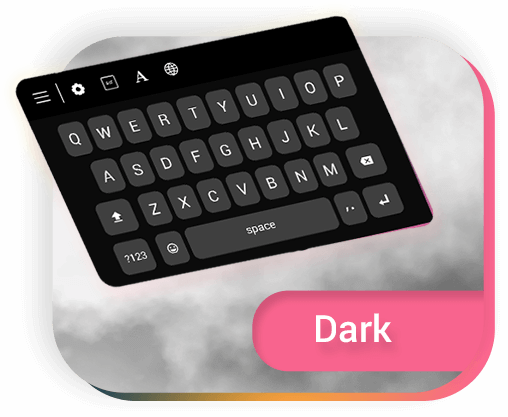 A
Q W E R T Y U I O P
A S D F G H J K L
Z X C V B N M
?123 space ,.
Dark